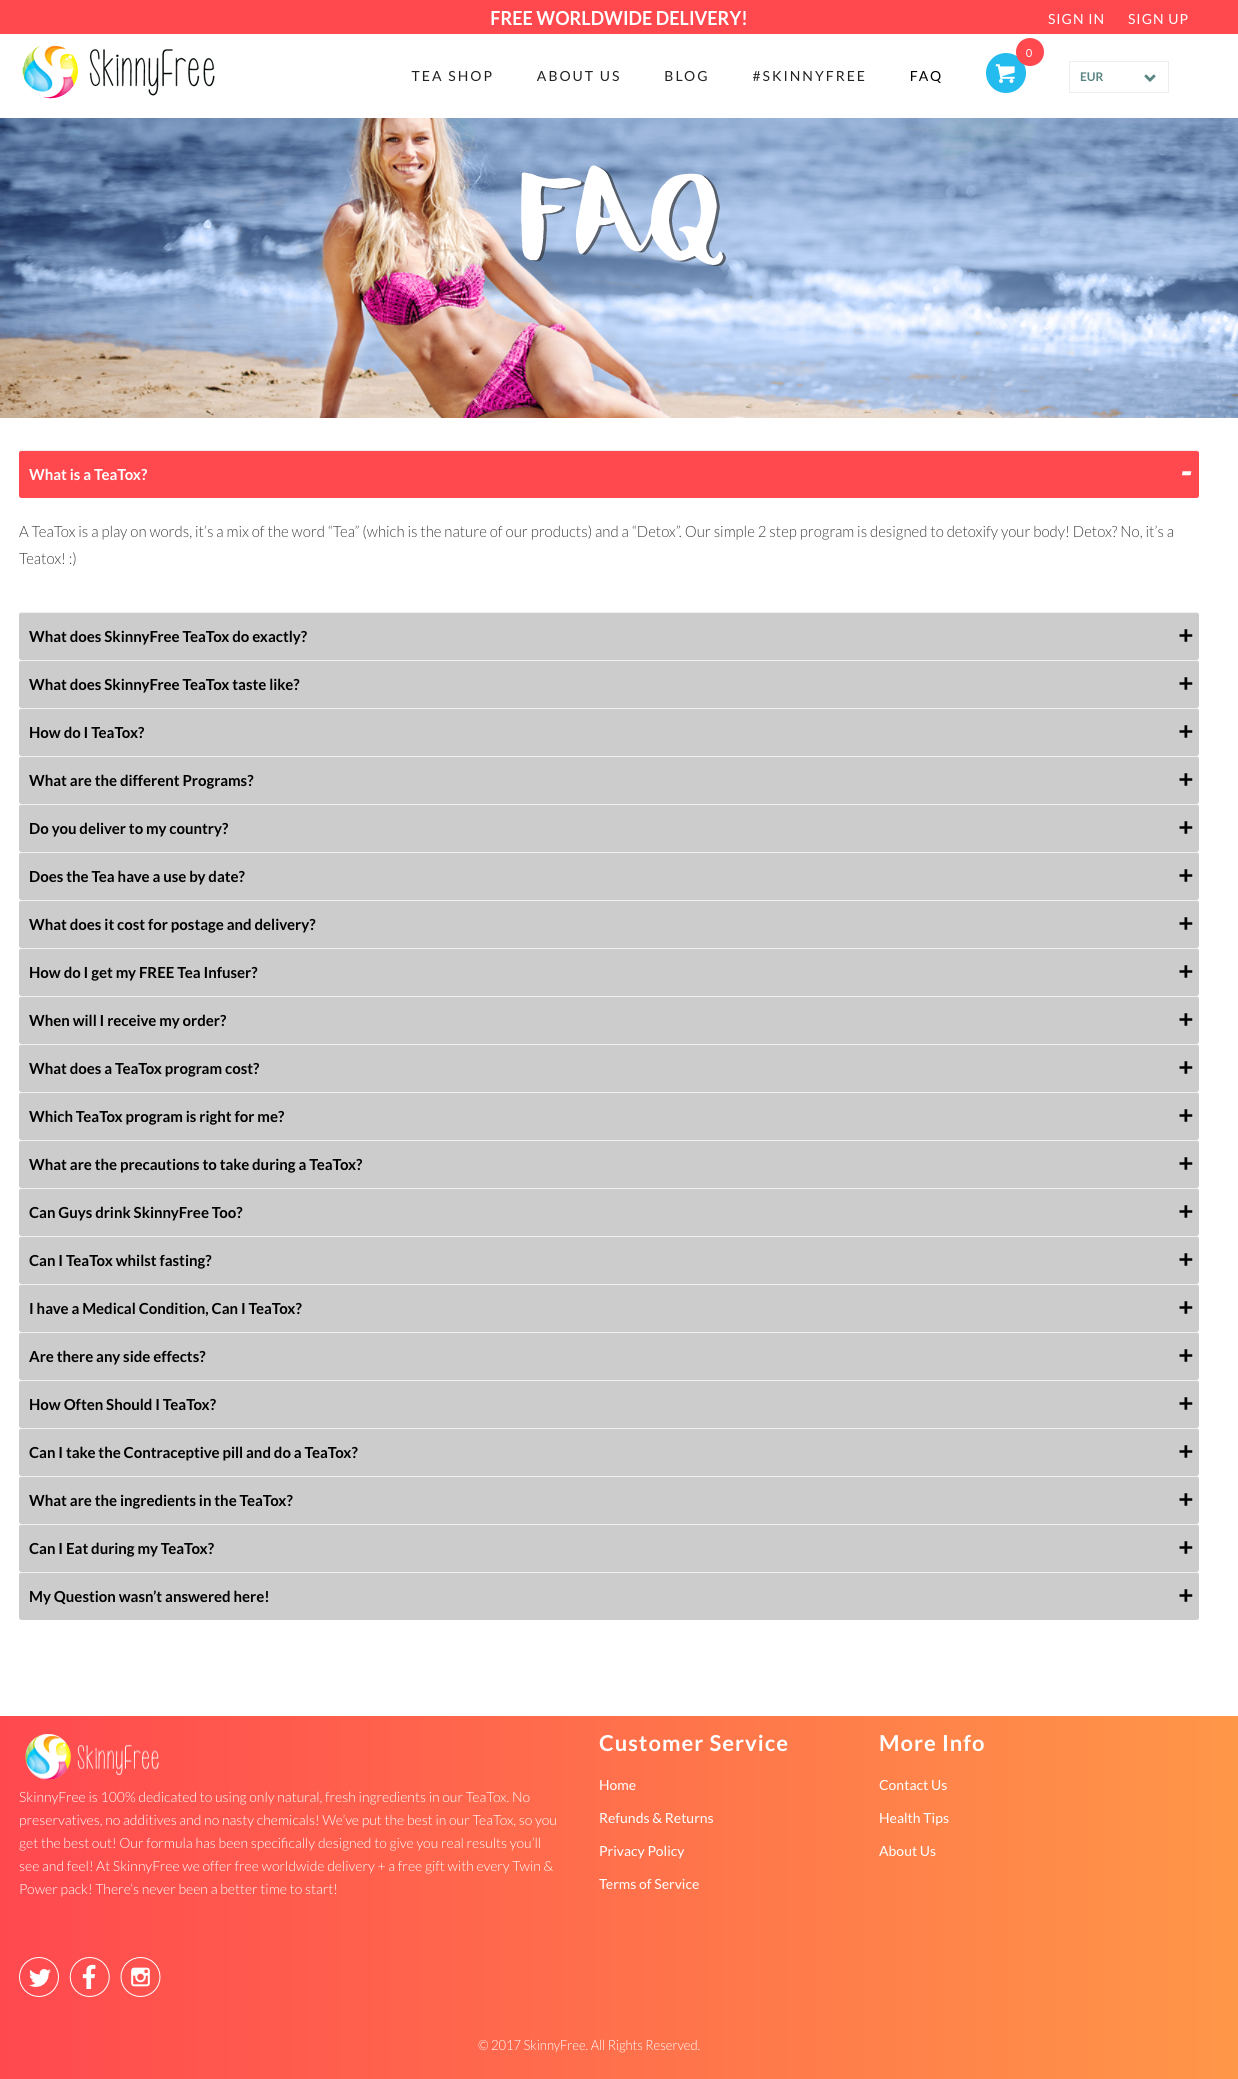 FREE WORLDWIDE DELIVERY!
SIGN IN SIGN UP
SkinnyFree
TEA SHOP ABOUT US BLOG #SKINNYFREE FAQ
0
EUR
FAQ
What is a TeaTox?
A TeaTox is a play on words, it’s a mix of the word “Tea” (which is the nature of our products) and a “Detox”. Our simple 2 step program is designed to detoxify your body! Detox? No, it’s a
Teatox! :)
What does SkinnyFree TeaTox do exactly?
What does SkinnyFree TeaTox taste like?
How do I TeaTox?
What are the different Programs?
Do you deliver to my country?
Does the Tea have a use by date?
What does it cost for postage and delivery?
How do I get my FREE Tea Infuser?
When will I receive my order?
What does a TeaTox program cost?
Which TeaTox program is right for me?
What are the precautions to take during a TeaTox?
Can Guys drink SkinnyFree Too?
Can I TeaTox whilst fasting?
I have a Medical Condition, Can I TeaTox?
Are there any side effects?
How Often Should I TeaTox?
Can I take the Contraceptive pill and do a TeaTox?
What are the ingredients in the TeaTox?
Can I Eat during my TeaTox?
My Question wasn’t answered here!
SkinnyFree
SkinnyFree is 100% dedicated to using only natural, fresh ingredients in our TeaTox. No
preservatives, no additives and no nasty chemicals! We’ve put the best in our TeaTox, so you
get the best out! Our formula has been specifically designed to give you real results you’ll
see and feel! At SkinnyFree we offer free worldwide delivery + a free gift with every Twin &
Power pack! There’s never been a better time to start!
Customer Service
Home
Refunds & Returns
Privacy Policy
Terms of Service
More Info
Contact Us
Health Tips
About Us
© 2017 SkinnyFree. All Rights Reserved.